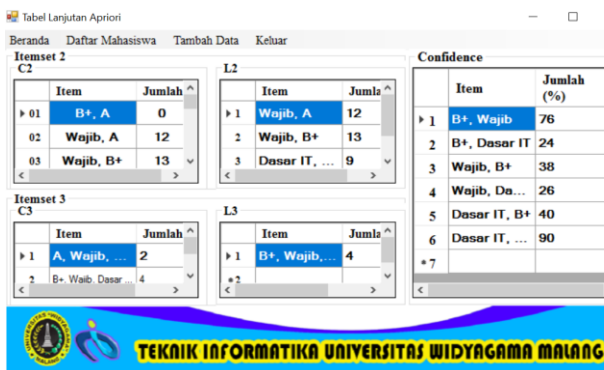 Tabel Lanjutan Apriori
Beranda Daftar Mahasiswa Tambah Data Keluar
Itemset 2
C2
Item Jumlah
01 B+, A 0
02 Wajib, A 12
03 Wajib, B+ 13
L2
Item Jumla
1 Wajib, A 12
2 Wajib, B+ 13
3 Dasar IT, ... 9
Itemset 3
C3
Item Jumlah
1 A, Wajib, ... 2
2 B+, Wajib, Dasar ... 4
L3
Item Jumla
1 B+, Wajib,... 4
*2
Confidence
Item Jumlah
(%)
1 B+, Wajib 76
2 B+, Dasar IT 24
3 Wajib, B+ 38
4 Wajib, Da... 26
5 Dasar IT, B+ 40
6 Dasar IT, ... 90
*7
TEKNIK INFORMATIKA UNIVERSITAS WIDYAGAMA MALANG